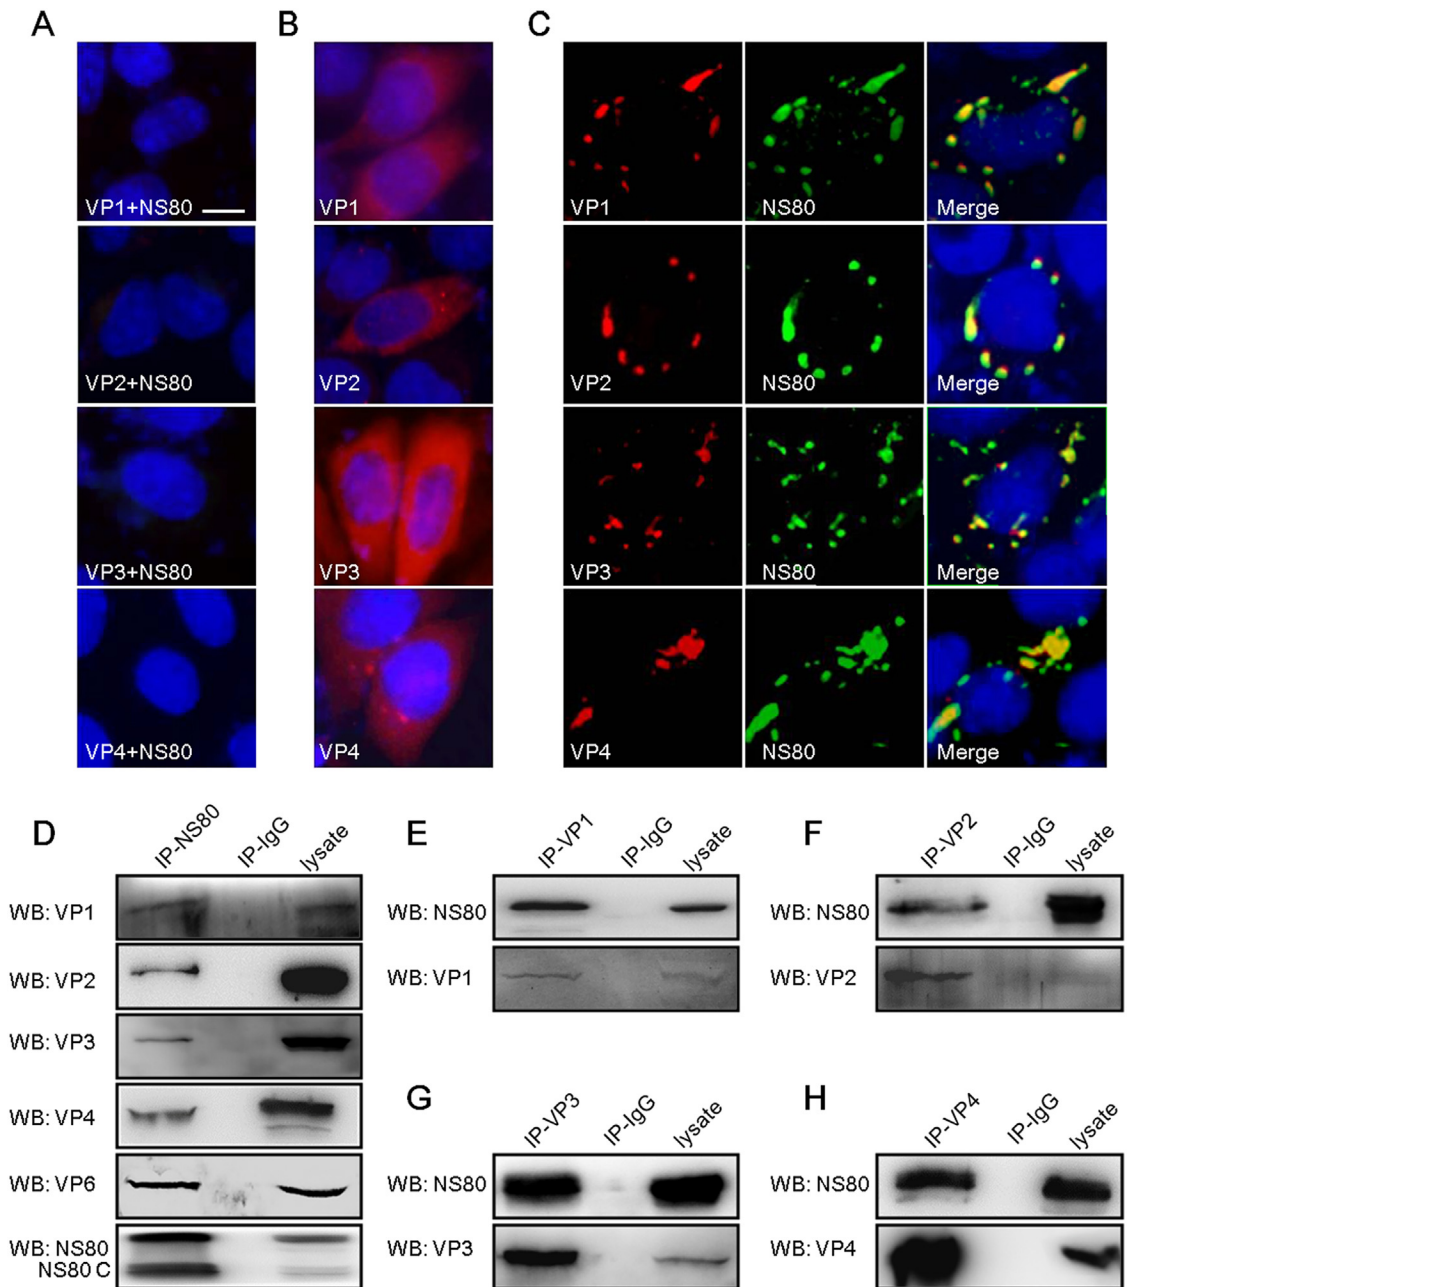 A
B
C
VP1+NS80
VP1
VP1
NS80
Merge
VP2+NS80
VP2
VP2
NS80
Merge
VP3+NS80
VP3
VP3
NS80
Merge
VP4+NS80
VP4
VP4
NS80
Merge
D
IP-NS80
IP-IgG
lysate
WB: VP1
WB: VP2
WB: VP3
WB: VP4
WB: VP6
WB: NS80
NS80 C
E
IP-VP1
IP-IgG
lysate
WB: NS80
WB: VP1
F
IP-VP2
IP-IgG
lysate
WB: NS80
WB: VP2
G
IP-VP3
IP-IgG
lysate
WB: NS80
WB: VP3
H
IP-VP4
IP-IgG
lysate
WB: NS80
WB: VP4